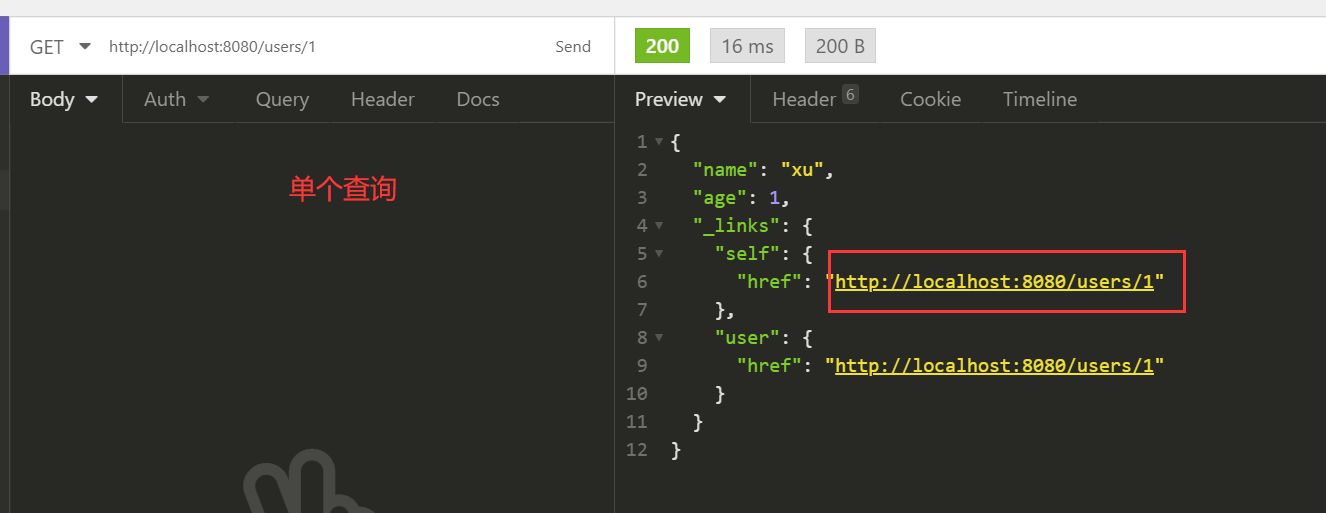 GET http://localhost:8080/users/1 Send
200 16 ms 200 B
Body Auth Query Header Docs
Preview Header 6 Cookie Timeline
单个查询
1 {
2 "name": "xu",
3 "age": 1,
4 "_links": {
5 "self": {
6 "href": "http://localhost:8080/users/1"
7 },
8 "user": {
9 "href": "http://localhost:8080/users/1"
10 }
11 }
12 }